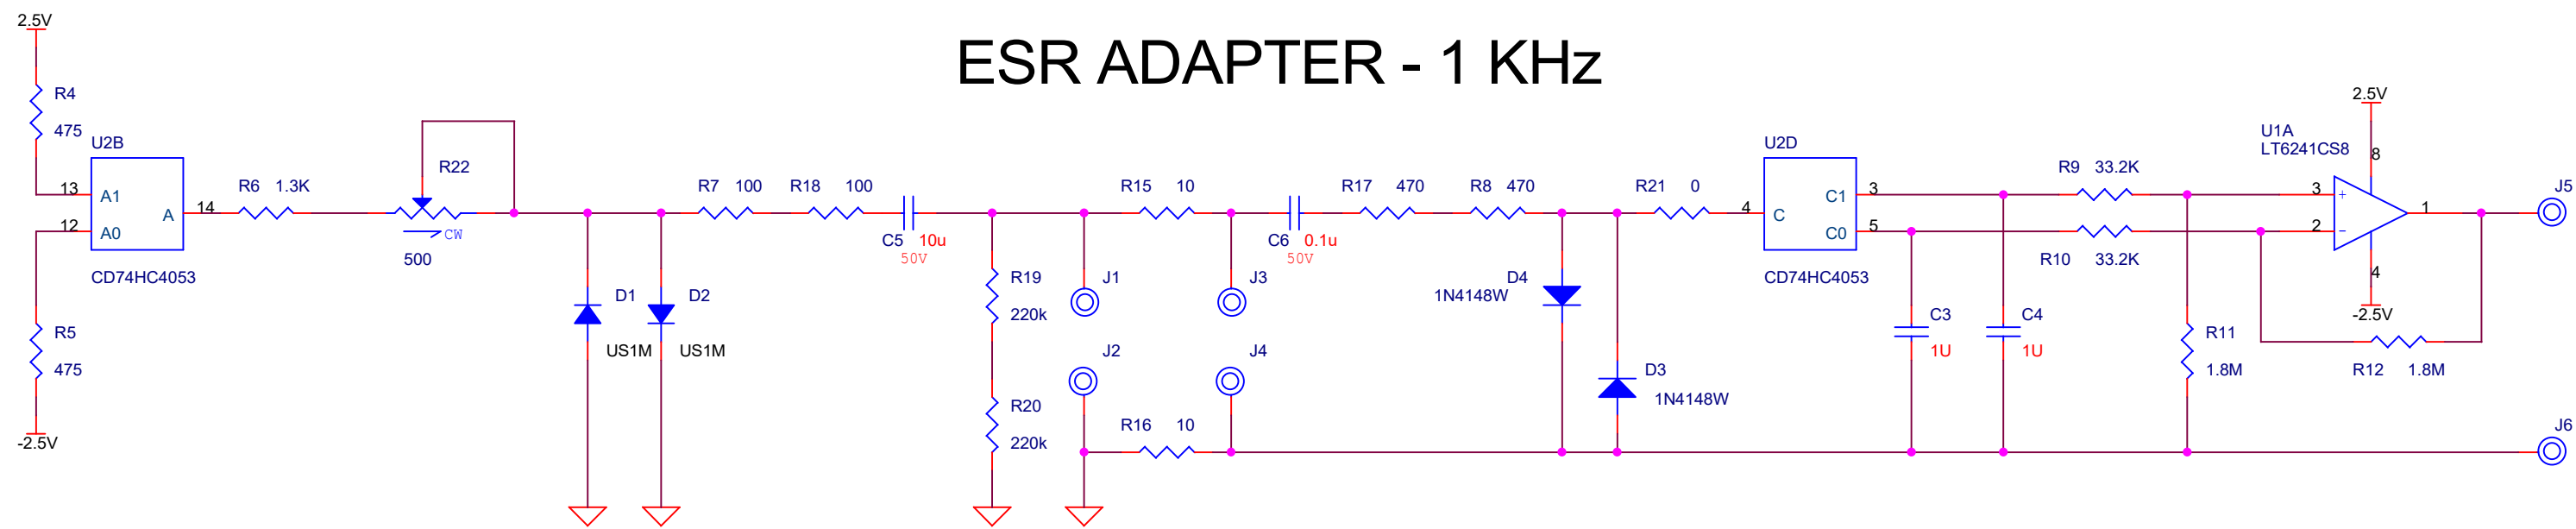 ESR ADAPTER - 1 KHz
2.5V
R4
475
U2B
13
A1
A
14
12
A0
CD74HC4053
R5
475
-2.5V
R6 1.3K
R22
CW
500
D1
US1M
D2
US1M
R7 100
R18 100
C5 10u
50V
R19
220k
R20
220k
J1
J2
R15 10
R16 10
J3
J4
C6 0.1u
50V
R17 470
R8 470
D4
1N4148W
D3
1N4148W
R21 0
U2D
4
C
C1
3
C0
5
CD74HC4053
C3
1U
C4
1U
R9 33.2K
R10 33.2K
R11
1.8M
2.5V
U1A
LT6241CS8
8
3
+
2
-
1
4
-2.5V
R12 1.8M
J5
J6